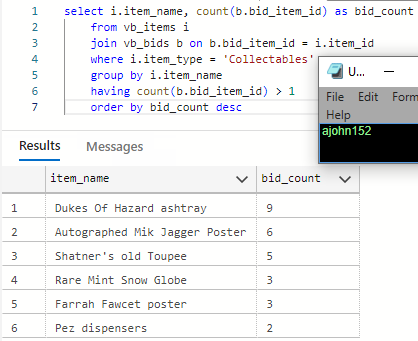 1 select i.item_name, count(b.bid_item_id) as bid_count
2 from vb_items i
3 join vb_bids b on b.bid_item_id = i.item_id
4 where i.item_type = 'Collectables'
5 group by i.item_name
6 having count(b.bid_item_id) > 1
7 order by bid_count desc
U...
File Edit Form
Help
ajohn152
Results Messages
item_name bid_count
1 Dukes Of Hazard ashtray 9
2 Autographed Mik Jagger Poster 6
3 Shatner's old Toupee 5
4 Rare Mint Snow Globe 3
5 Farrah Fawcet poster 3
6 Pez dispensers 2